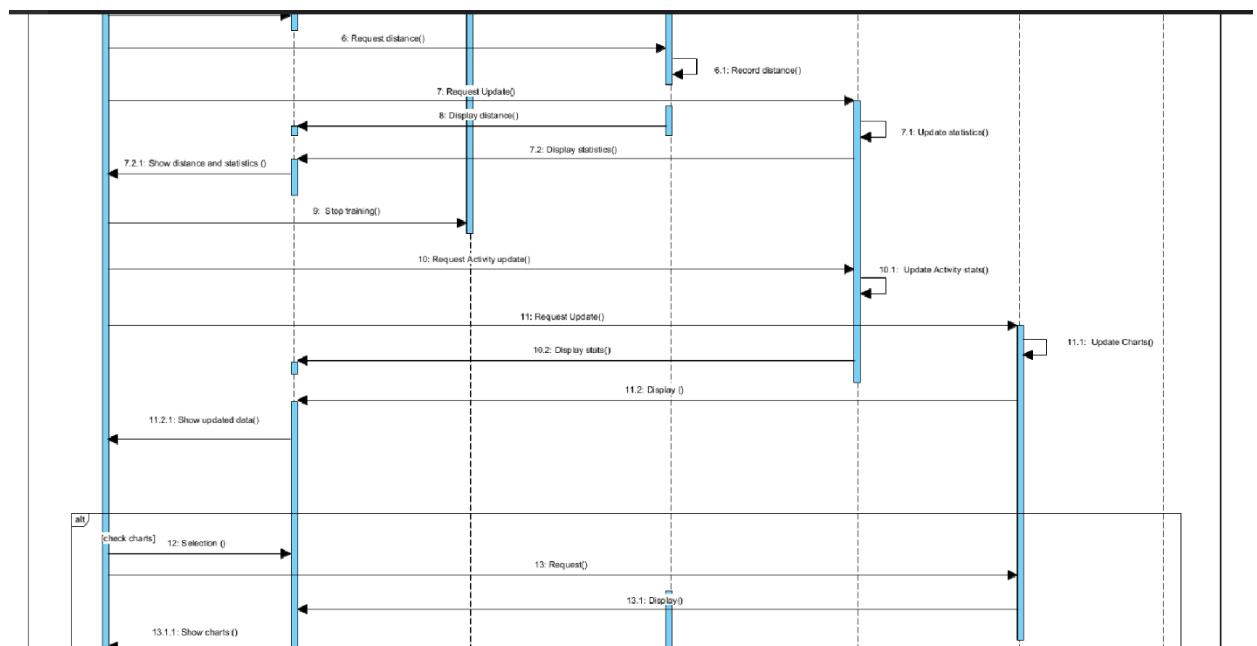 6: Request distance()
6.1: Record distance()
7: Request Update()
8: Display distance()
7.1: Update statistics()
7.2: Display statistics()
7.2.1: Show distance and statistics ()
9: Stop training()
10: Request Activity update()
10.1: Update Activity stats()
11: Request Update()
11.1: Update Charts()
10.2: Display stats()
11.2: Display ()
11.2.1: Show updated data()
alt
[check charts]
12: Selection ()
13: Request()
13.1: Display()
13.1.1: Show charts ()